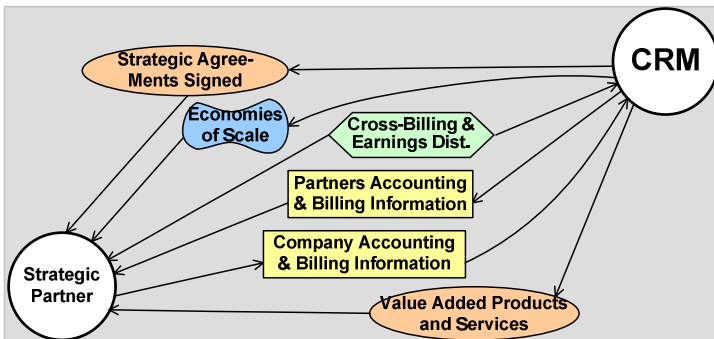 Strategic Agree-
Ments Signed
CRM
Economies
of Scale
Cross-Billing &
Earnings Dist.
Partners Accounting
& Billing Information
Company Accounting
& Billing Information
Strategic
Partner
Value Added Products
and Services